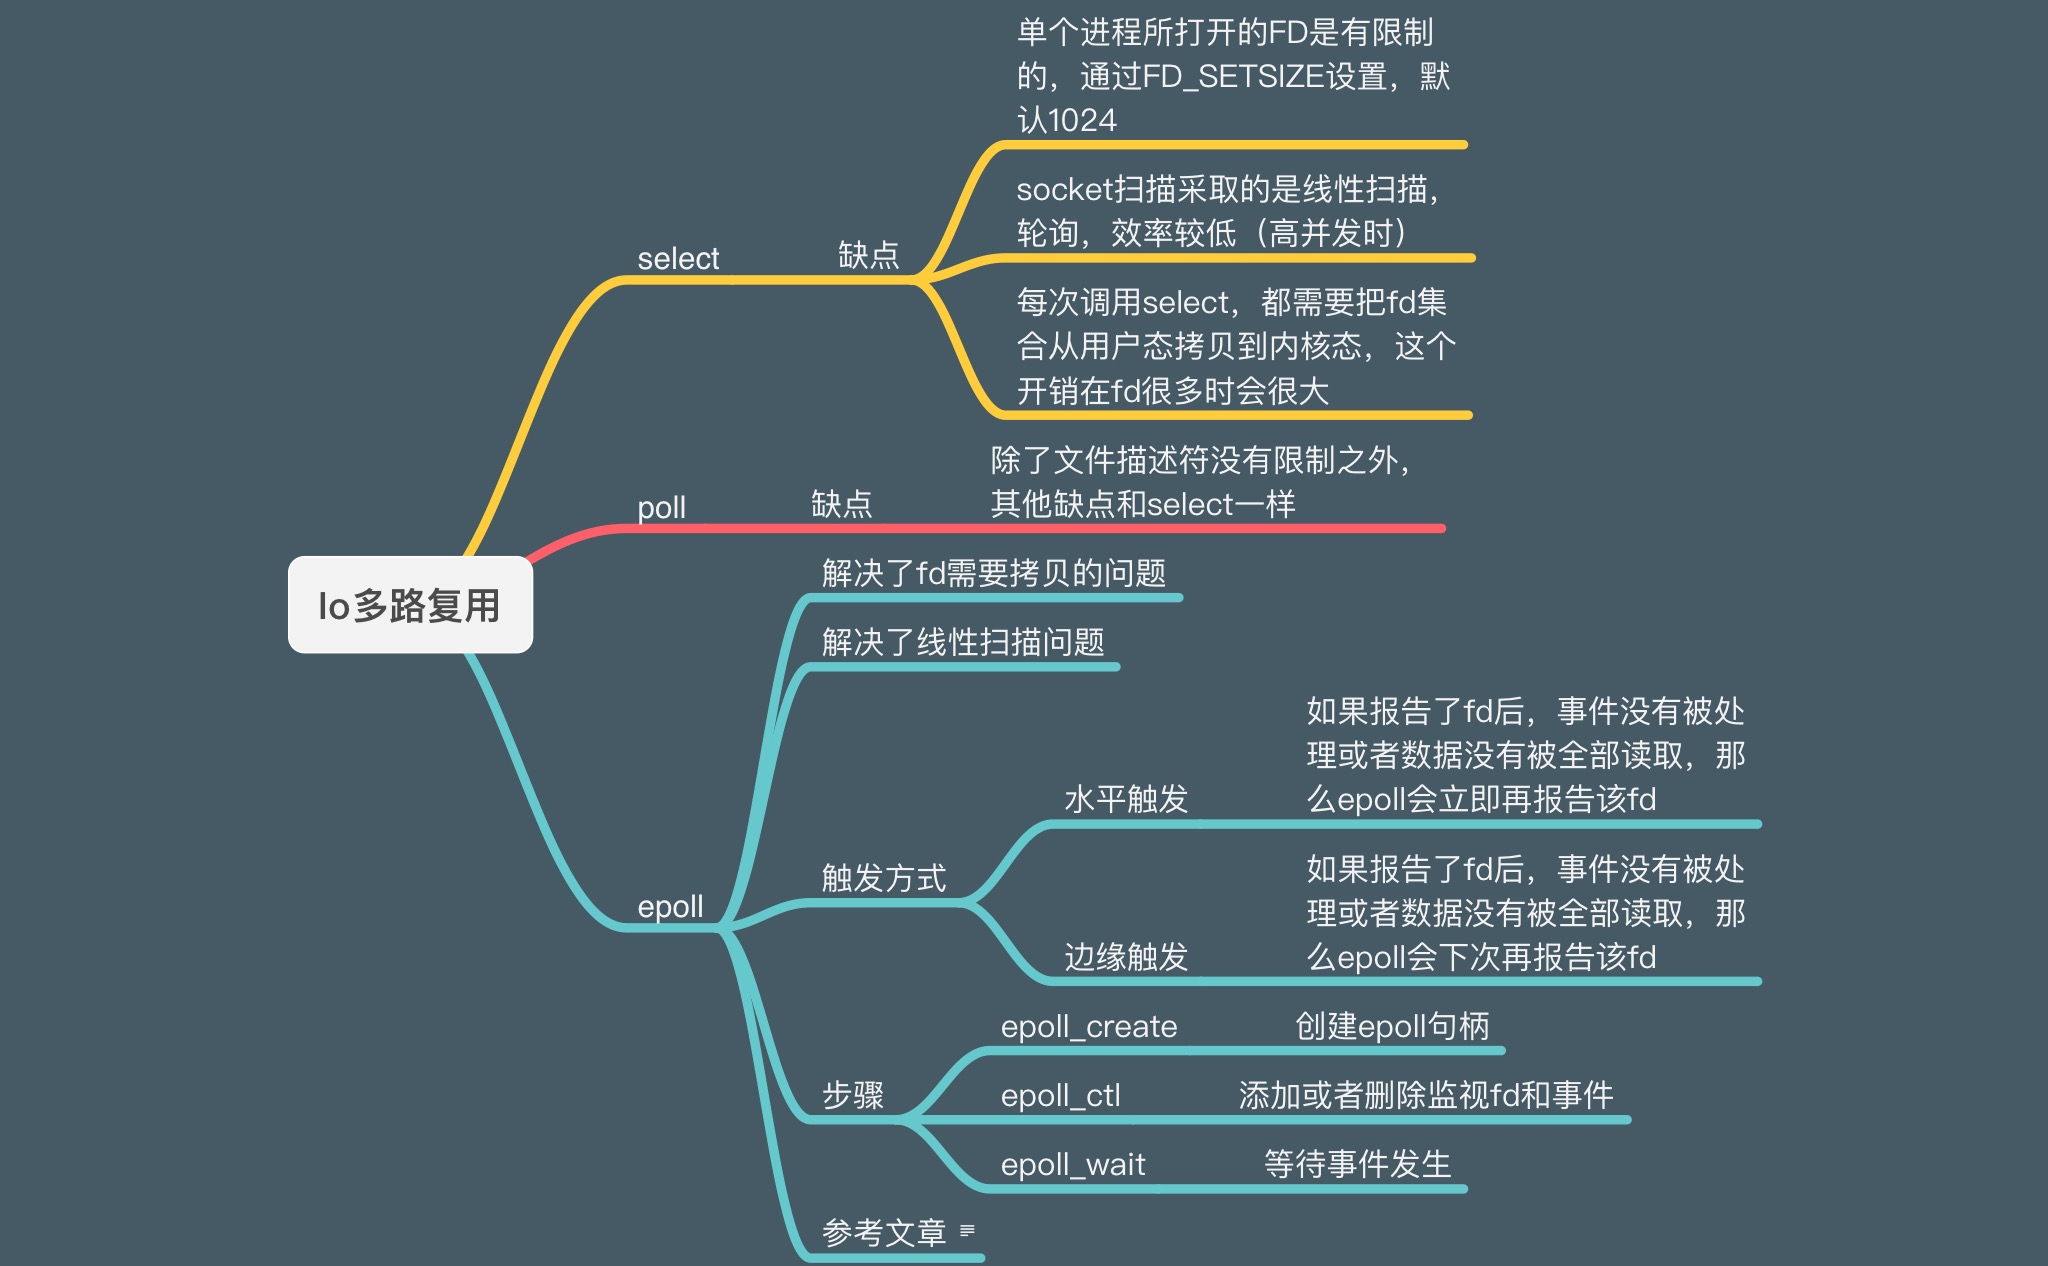 单个进程所打开的FD是有限制
的，通过FD_SETSIZE设置，默
认1024
socket扫描采取的是线性扫描，
轮询，效率较低（高并发时）
select
缺点
每次调用select，都需要把fd集
合从用户态拷贝到内核态，这个
开销在fd很多时会很大
除了文件描述符没有限制之外，
其他缺点和select一样
poll
缺点
Io多路复用
解决了fd需要拷贝的问题
解决了线性扫描问题
如果报告了fd后，事件没有被处
理或者数据没有被全部读取，那
么epoll会立即再报告该fd
水平触发
触发方式
如果报告了fd后，事件没有被处
理或者数据没有被全部读取，那
么epoll会下次再报告该fd
边缘触发
epoll
epoll_create
创建epoll句柄
步骤
epoll_ctl
添加或者删除监视fd和事件
epoll_wait
等待事件发生
参考文章